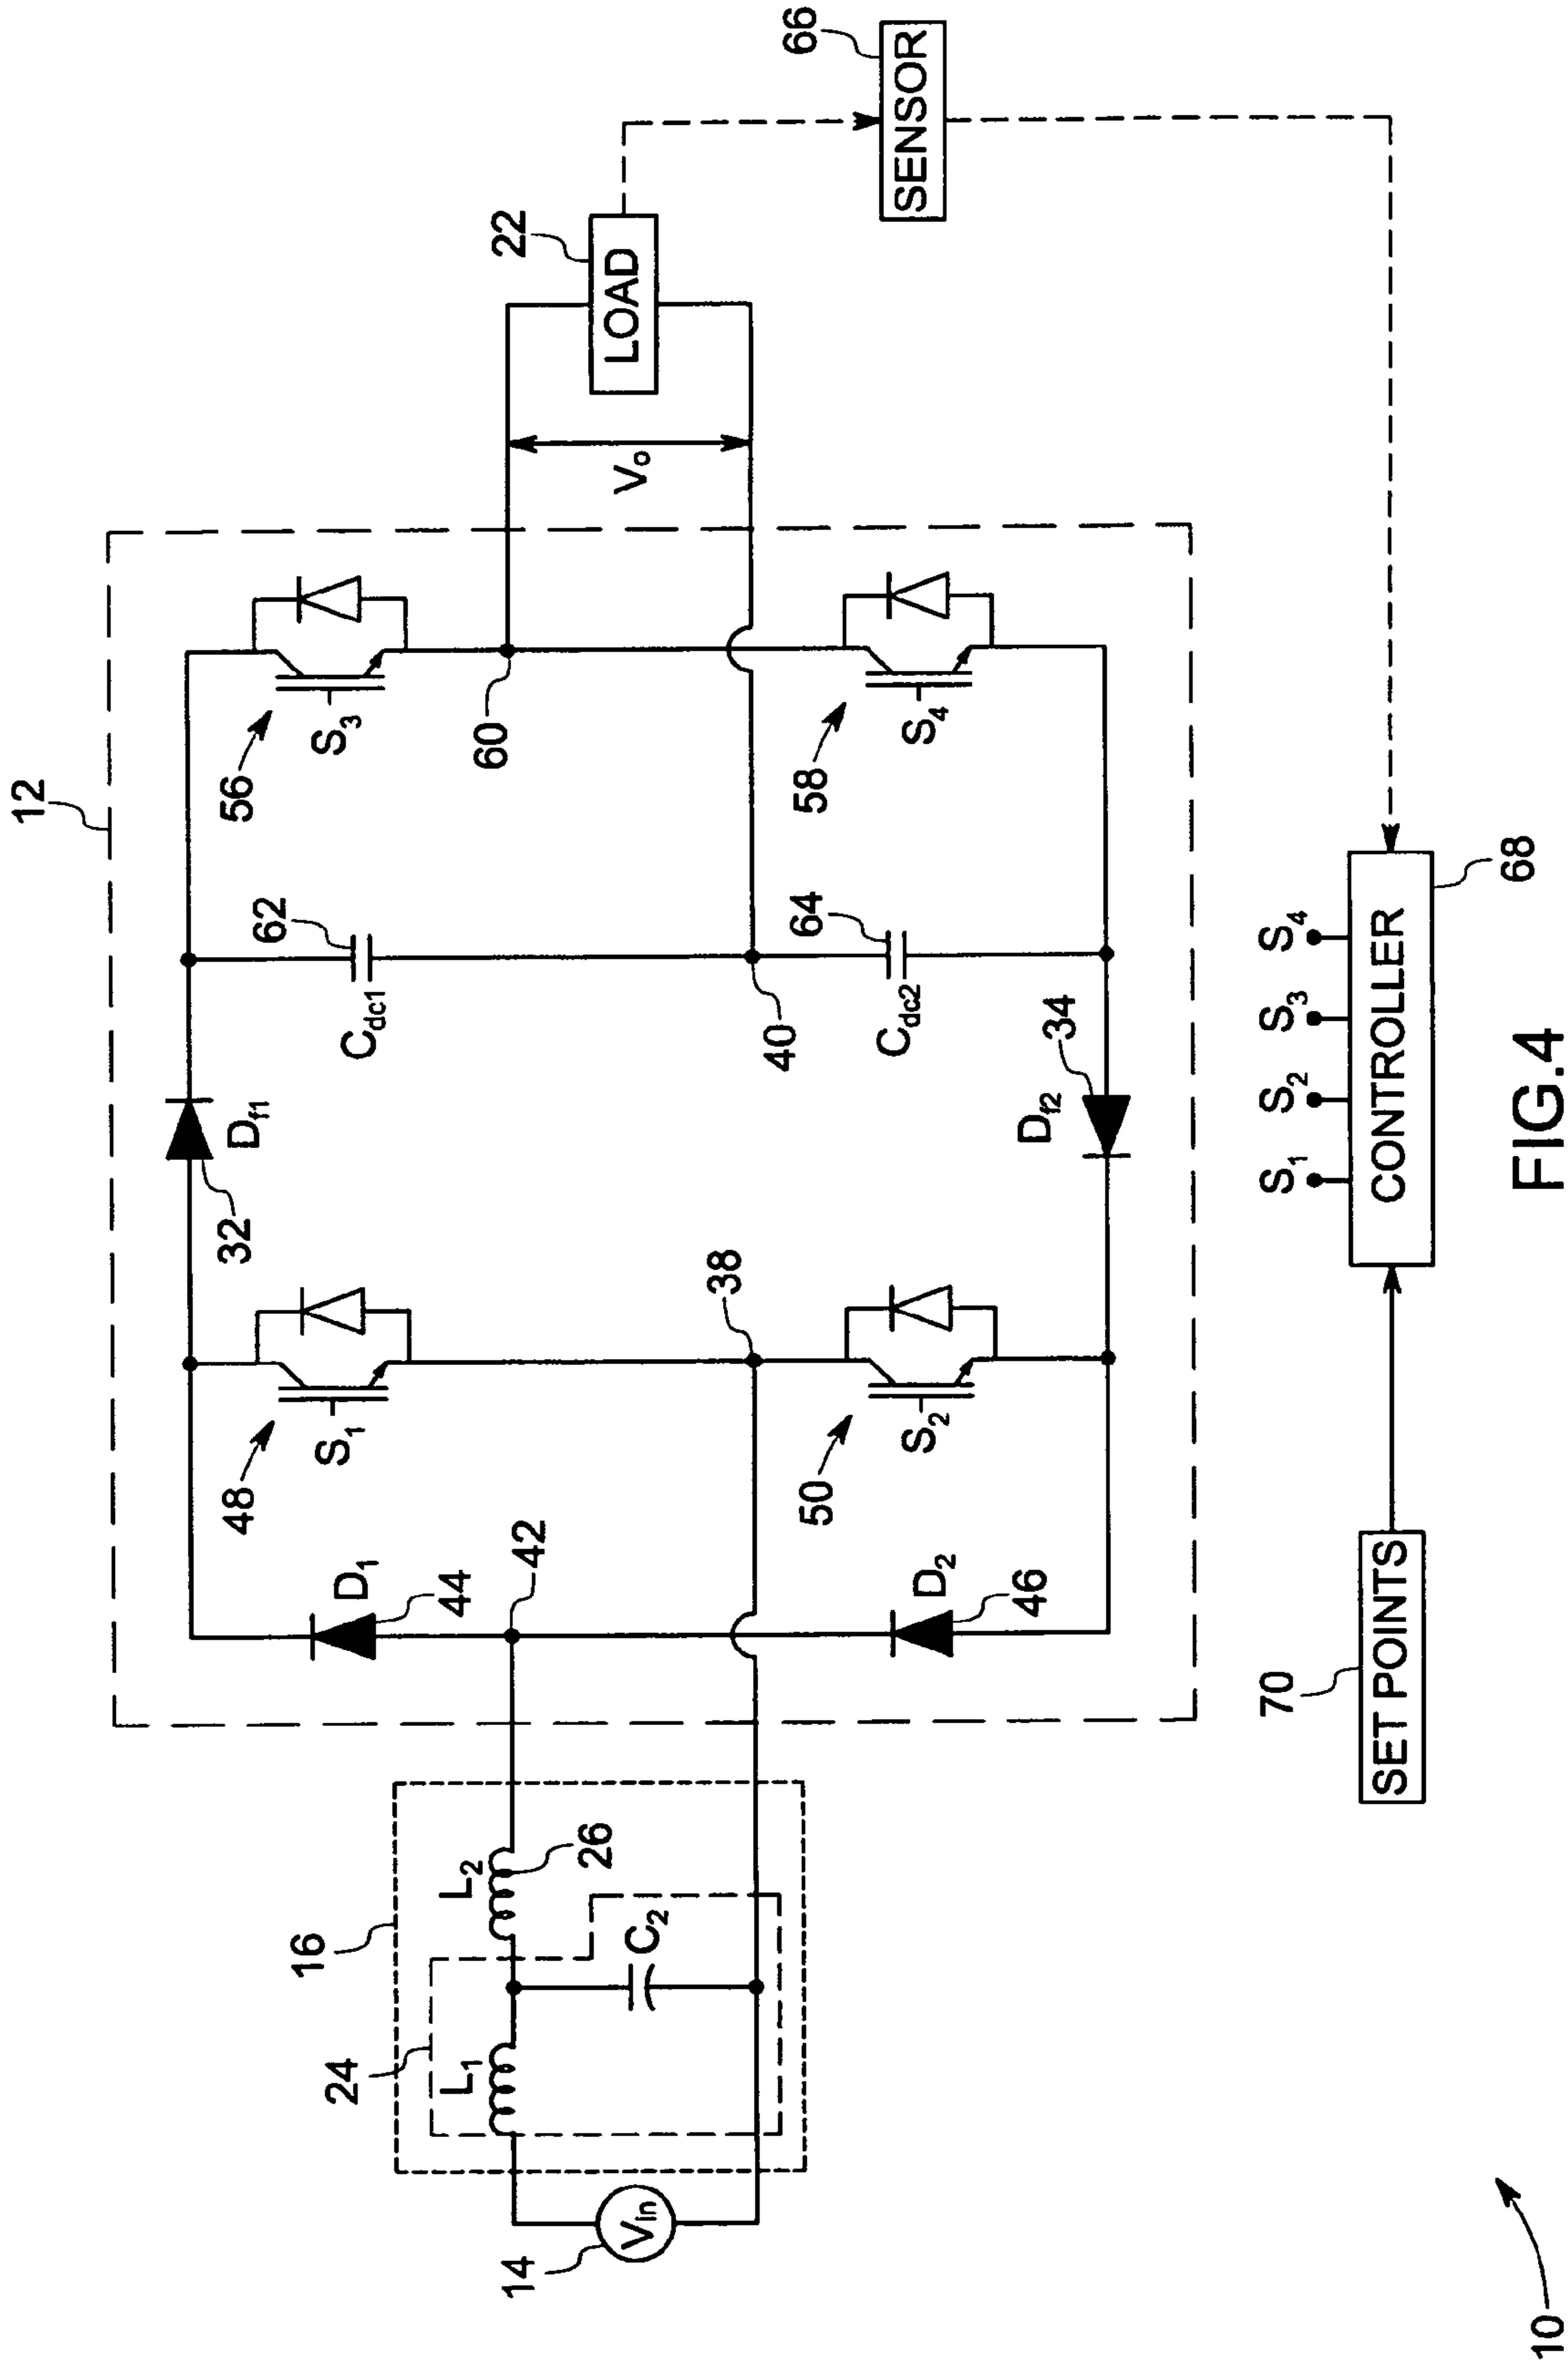 12
16
24
L1
L2
26
C2
14
Vin
42
D1
44
D2
46
48
S1
50
S2
38
32
Df1
Df2
34
62
Cdc1
40
64
Cdc2
56
S3
60
58
S4
Vo
22
LOAD
66
SENSOR
70
SET POINTS
S1
S2
S3
S4
CONTROLLER
68
10
FIG.4